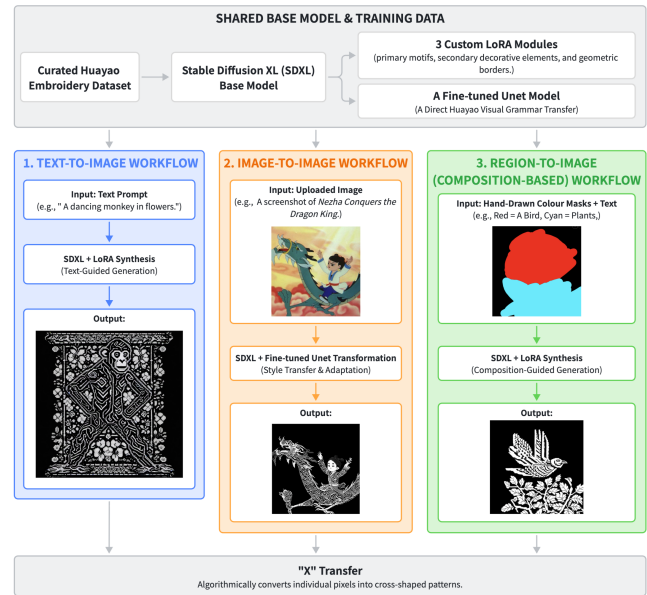 SHARED BASE MODEL & TRAINING DATA
Curated Huayao
Embroidery Dataset
Stable Diffusion XL (SDXL)
Base Model
3 Custom LoRA Modules
(primary motifs, secondary decorative elements, and geometric
borders.)
A Fine-tuned Unet Model
(A Direct Huayao Visual Grammar Transfer)
1. TEXT-TO-IMAGE WORKFLOW
Input: Text Prompt
(e.g., " A dancing monkey in flowers.")
SDXL + LoRA Synthesis
(Text-Guided Generation)
Output:
2. IMAGE-TO-IMAGE WORKFLOW
Input: Uploaded Image
(e.g., A screenshot of Nezha Conquers the
Dragon King.)
SDXL + Fine-tuned Unet Transformation
(Style Transfer & Adaptation)
Output:
3. REGION-TO-IMAGE
(COMPOSITION-BASED) WORKFLOW
Input: Hand-Drawn Colour Masks + Text
(e.g., Red = A Bird, Cyan = Plants,)
SDXL + LoRA Synthesis
(Composition-Guided Generation)
Output:
"X" Transfer
Algorithmically converts individual pixels into cross-shaped patterns.